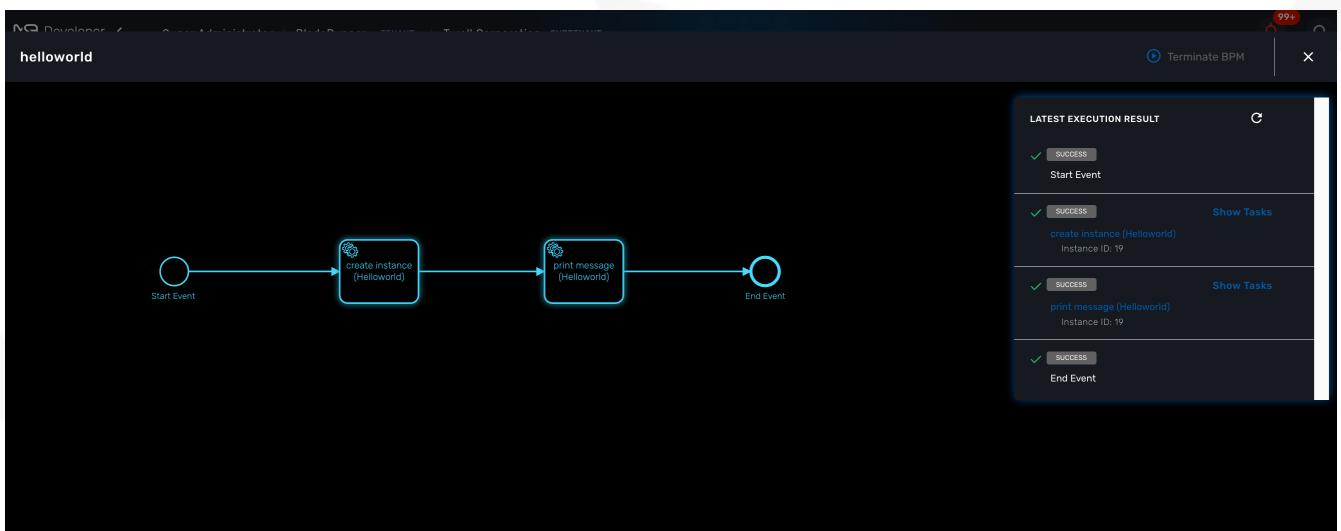 99+
helloworld
Terminate BPM
LATEST EXECUTION RESULT
SUCCESS
Start Event
SUCCESS
Show Tasks
create instance (Helloworld)
Instance ID: 19
SUCCESS
Show Tasks
print message (Helloworld)
Instance ID: 19
SUCCESS
End Event
create instance
(Helloworld)
print message
(Helloworld)
Start Event
End Event